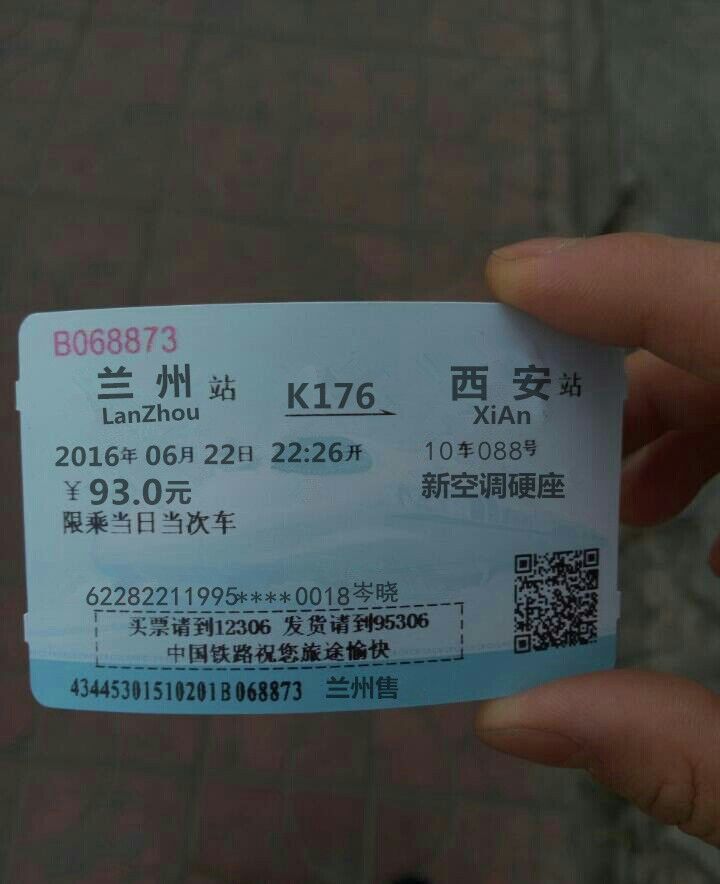 B068873
兰州站 K176 西安站
LanZhou XiAn
2016年06月22日 22:26开 10车088号
￥93.0元 新空调硬座
限乘当日当次车
62282211995****0018岑晓
买票请到12306 发货请到95306
中国铁路祝您旅途愉快
43445301510201B068873 兰州售